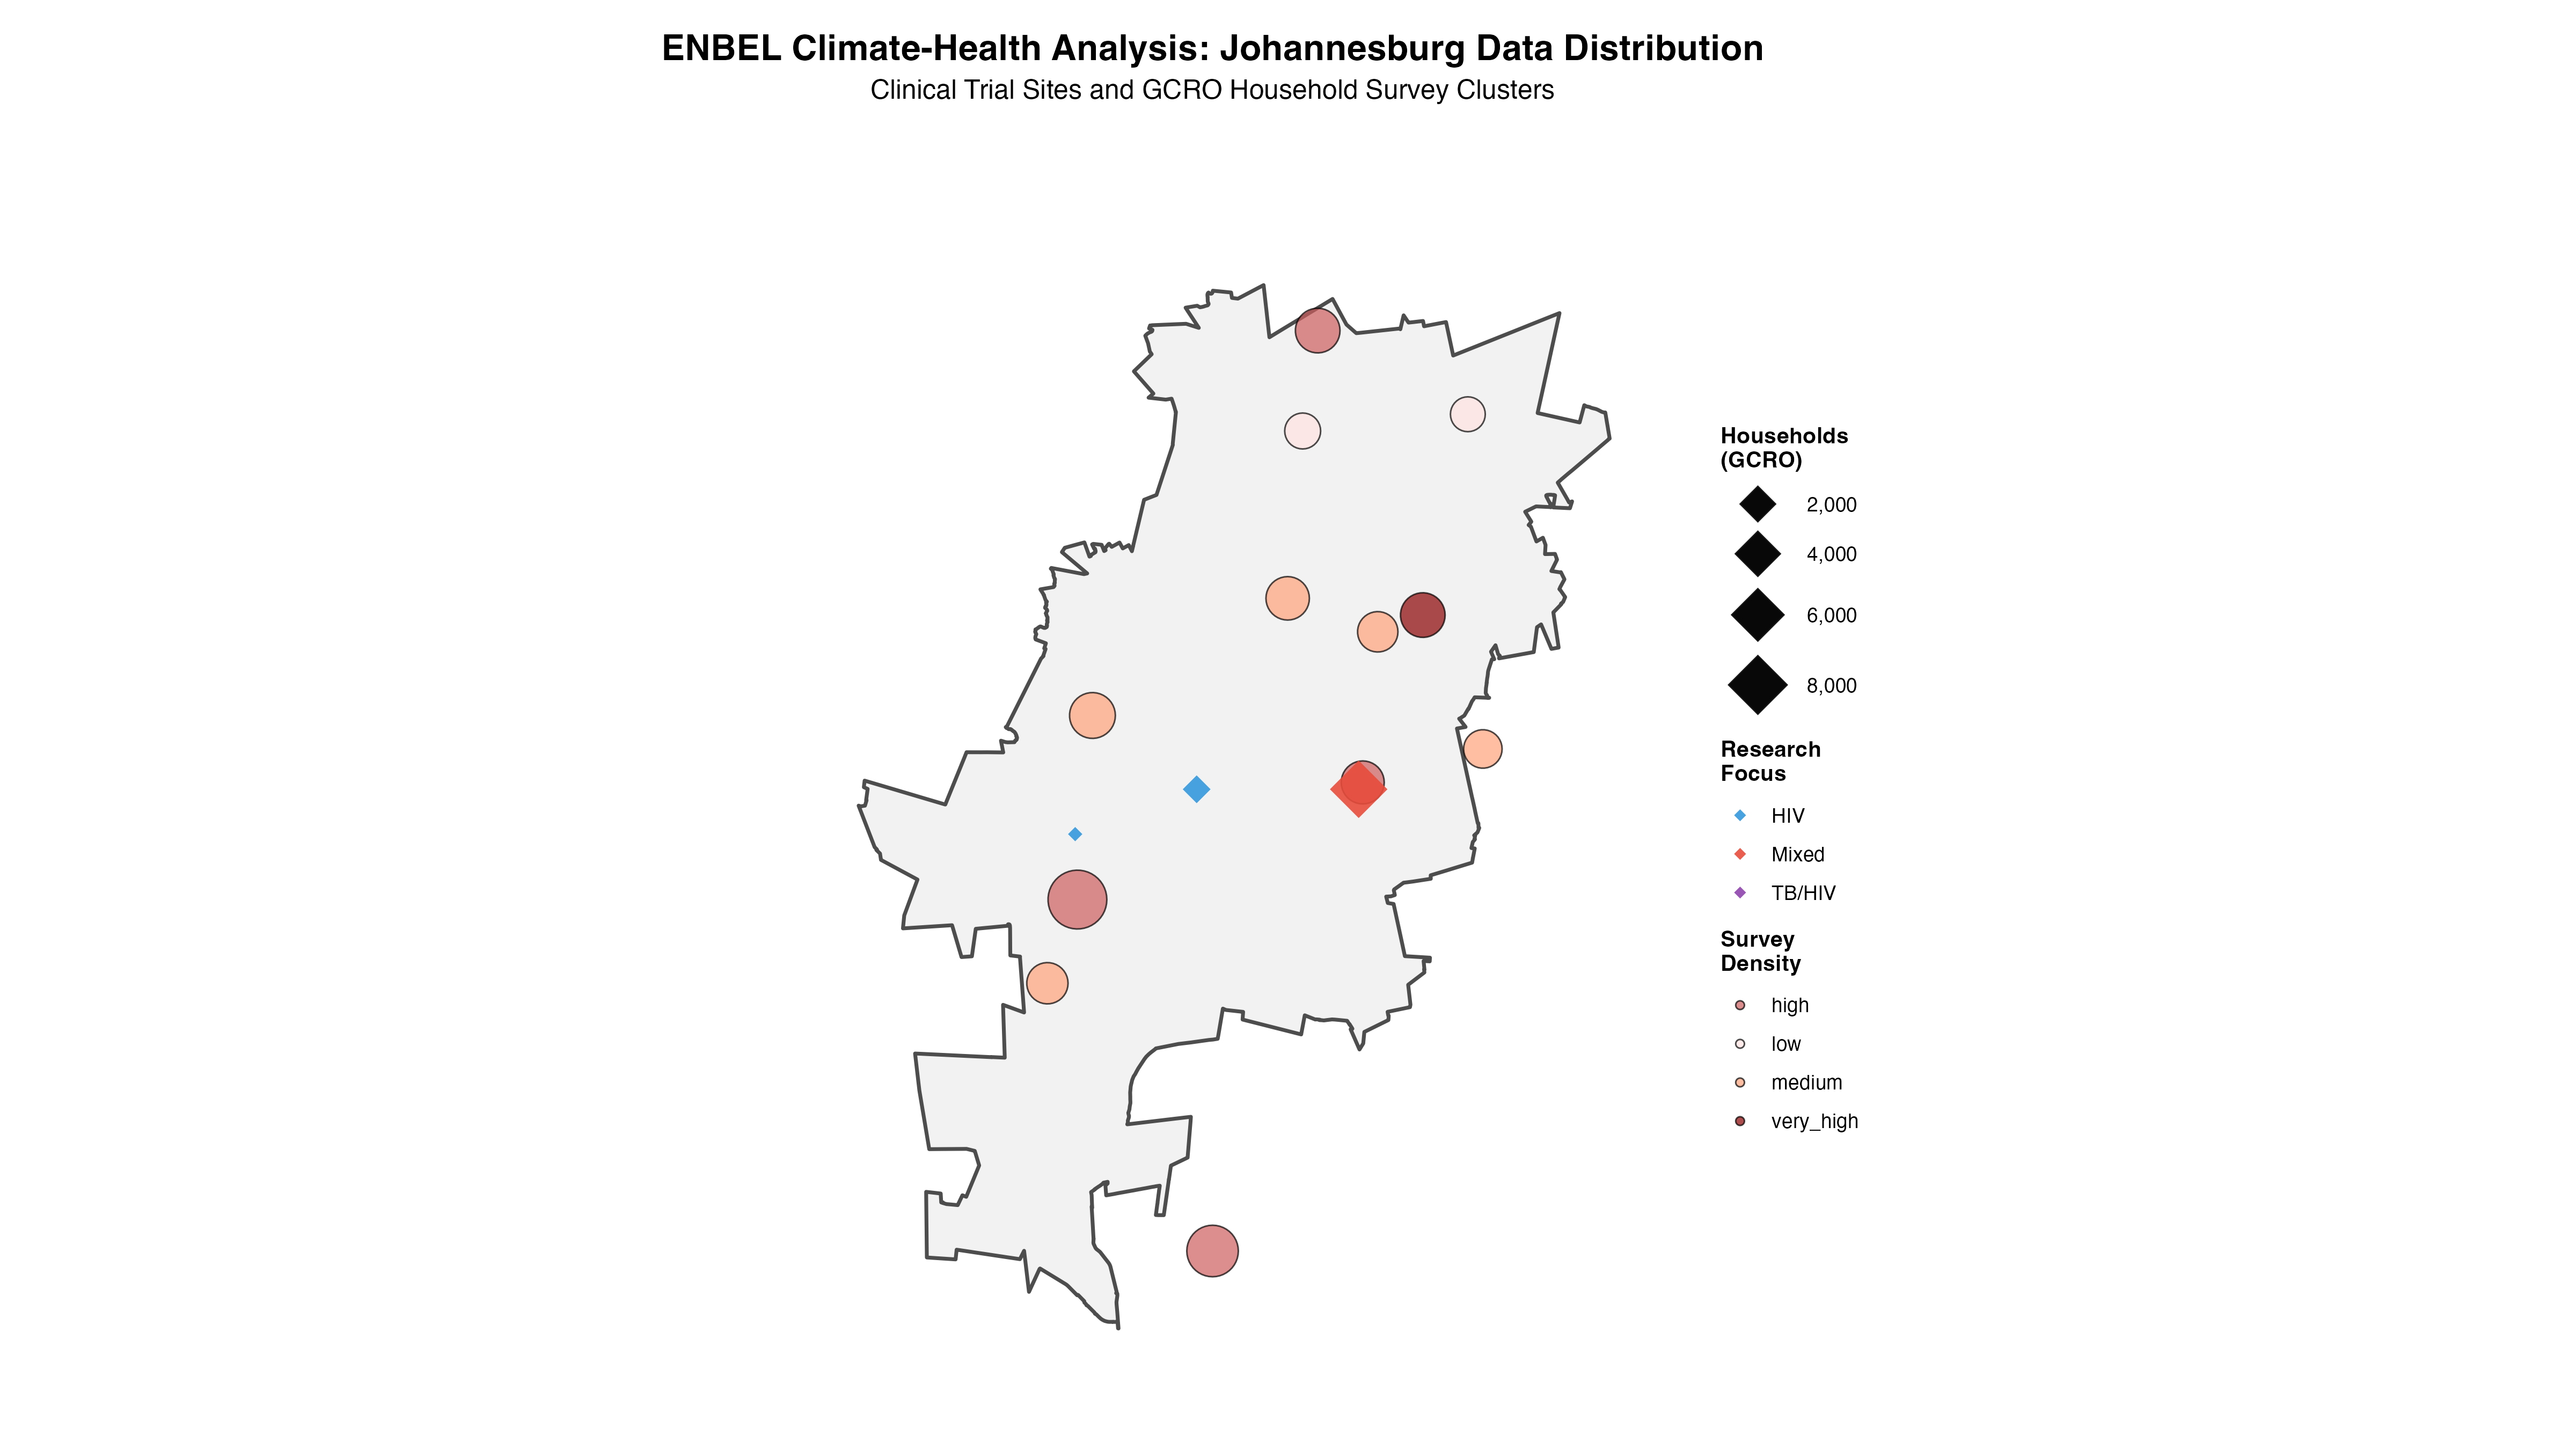 ENBEL Climate-Health Analysis: Johannesburg Data Distribution
Clinical Trial Sites and GCRO Household Survey Clusters
Households
(GCRO)
2,000
4,000
6,000
8,000
Research
Focus
HIV
Mixed
TB/HIV
Survey
Density
high
low
medium
very_high